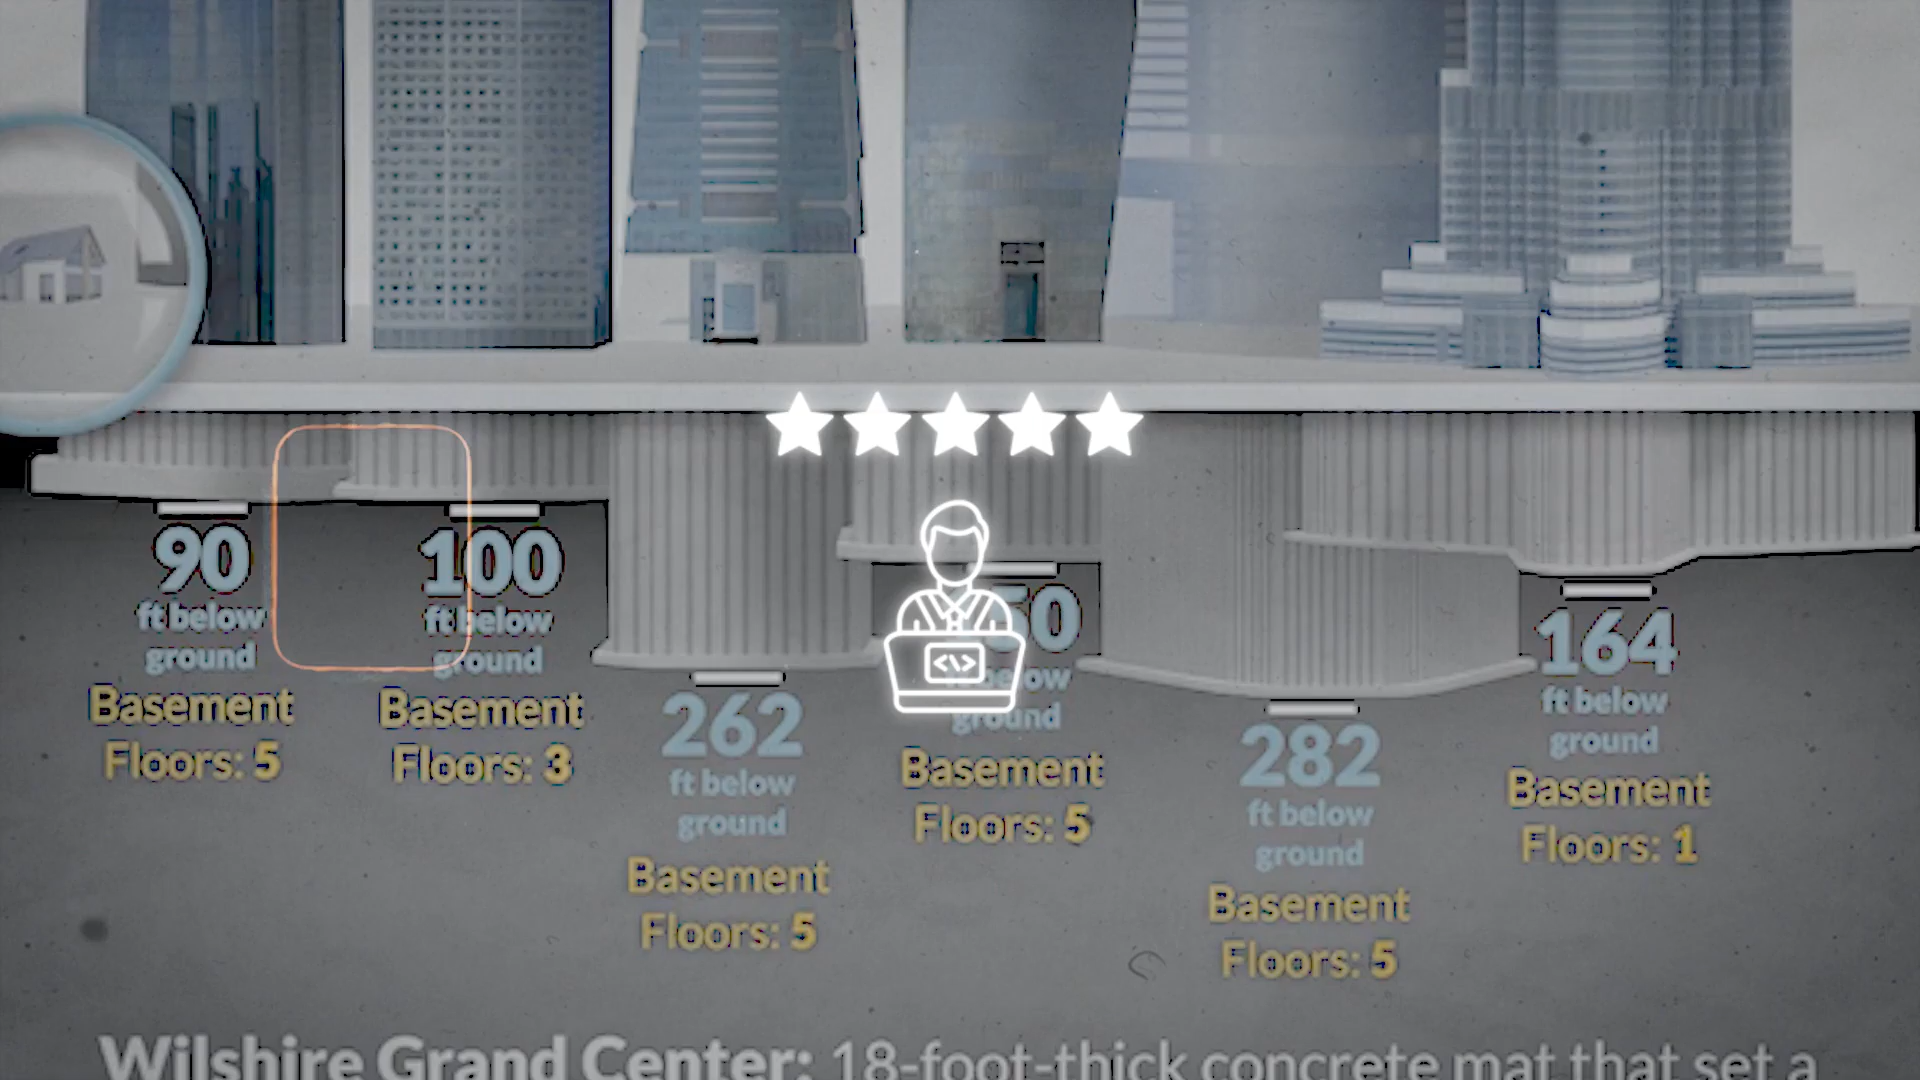 90
ft below
ground
Basement
Floors: 5
100
ft below
ground
Basement
Floors: 3
262
ft below
ground
Basement
Floors: 5
below
ground
Basement
Floors: 5
282
ft below
ground
Basement
Floors: 5
164
ft below
ground
Basement
Floors: 1
Wilshire Grand Center: 18-foot-thick concrete mat that set a